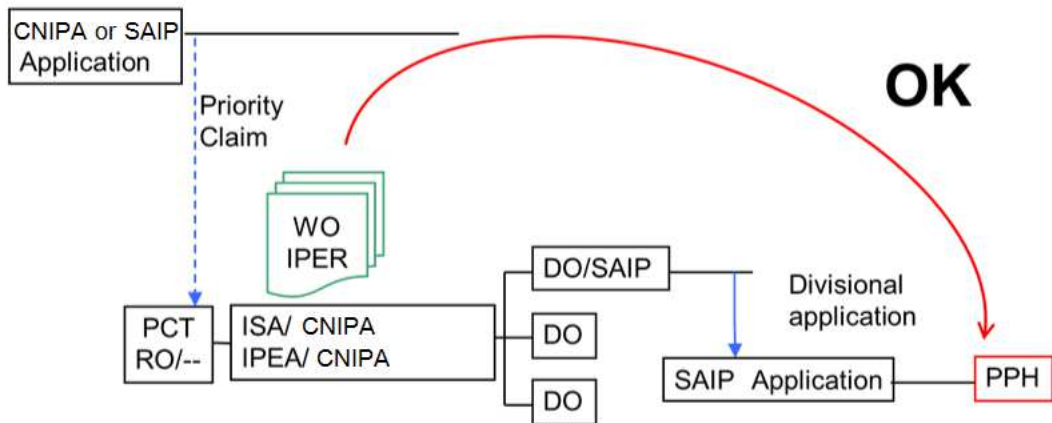 CNIPA or SAIP
Application
OK
Priority
Claim
WO
IPER
DO/SAIP
Divisional
application
PCT
RO/--
ISA/ CNIPA
IPEA/ CNIPA
DO
SAIP Application
PPH
DO